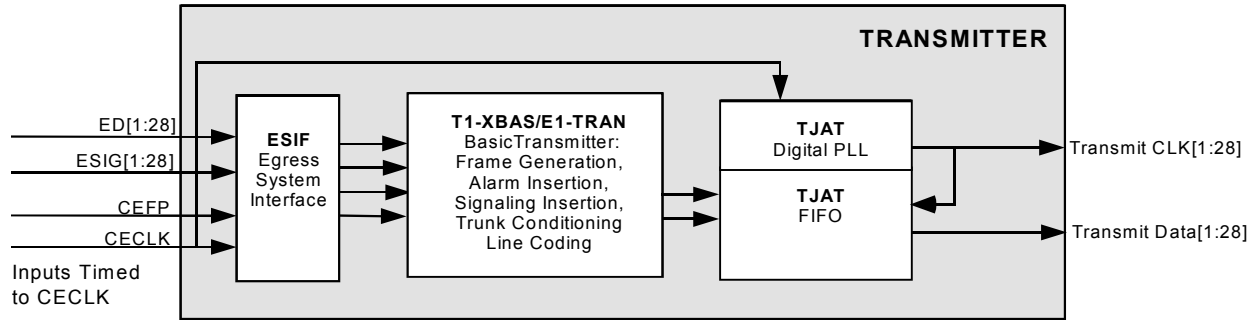 TRANSMITTER
ED[1:28]
ESIG[1:28]
CEFP
CECLK
Inputs Timed
to CECLK
ESIF
Egress
System
Interface
T1-XBAS/E1-TRAN
BasicTransmitter:
Frame Generation,
Alarm Insertion,
Signaling Insertion,
Trunk Conditioning
Line Coding
TJAT
Digital PLL
TJAT
FIFO
Transmit CLK[1:28]
Transmit Data[1:28]